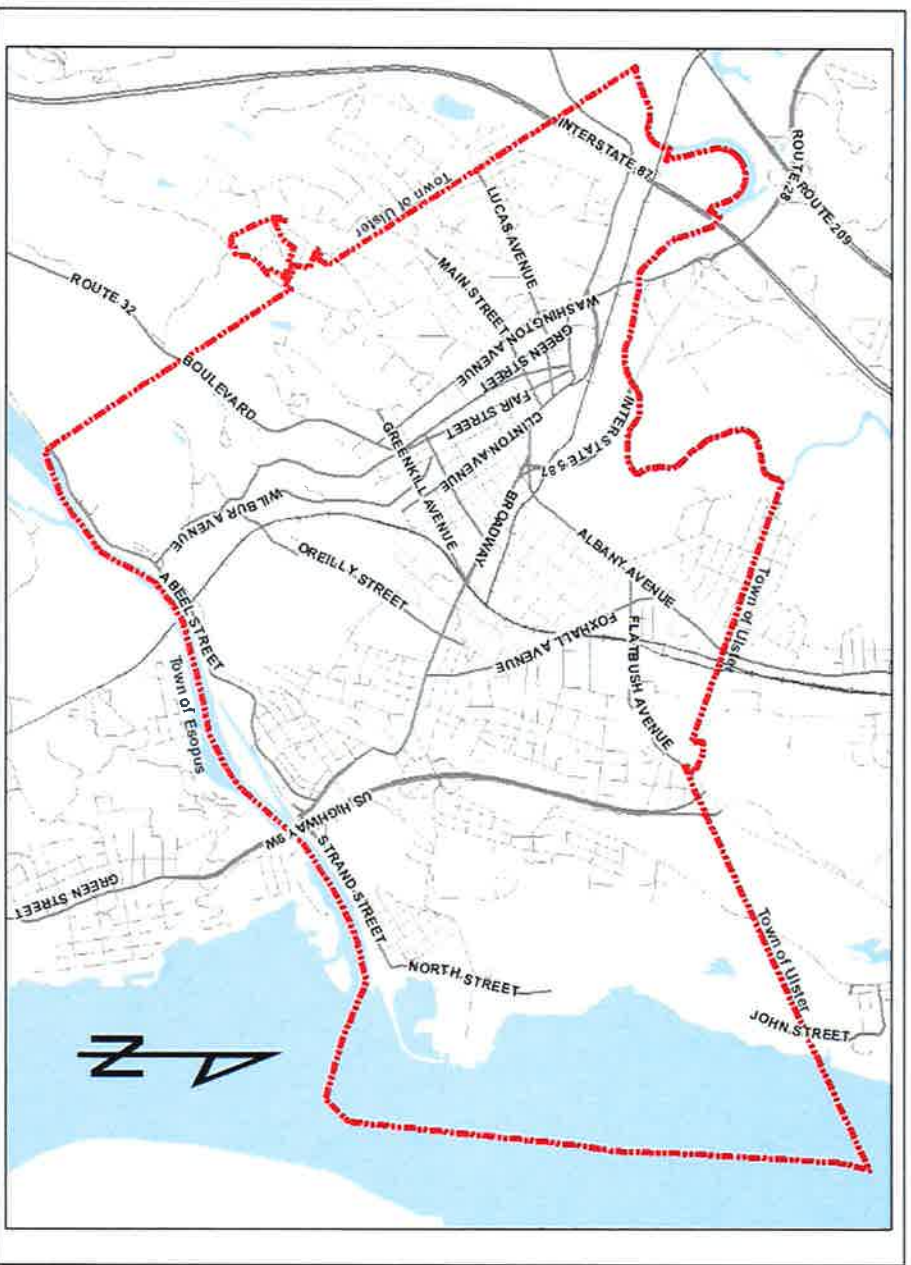 INTERSTATE 87
ROUTE 28
ROUTE 209
Town of Ulster
LUCAS AVENUE
MAIN STREET
WASHINGTON AVENUE
GREEN STREET
FAIR STREET
CLINTON AVENUE
ROUTE 32
BOULEVARD
GREENKILL AVENUE
INTERSTATE 587
BROADWAY
WILBUR AVENUE
OREILLY STREET
ALBANY AVENUE
Town of Ulster
FOXHALL AVENUE
FLATBUSH AVENUE
ABEEL STREET
Town of Esopus
US HIGHWAY 9W
STRAND STREET
GREEN STREET
NORTH STREET
Town of Ulster
JOHN STREET
N